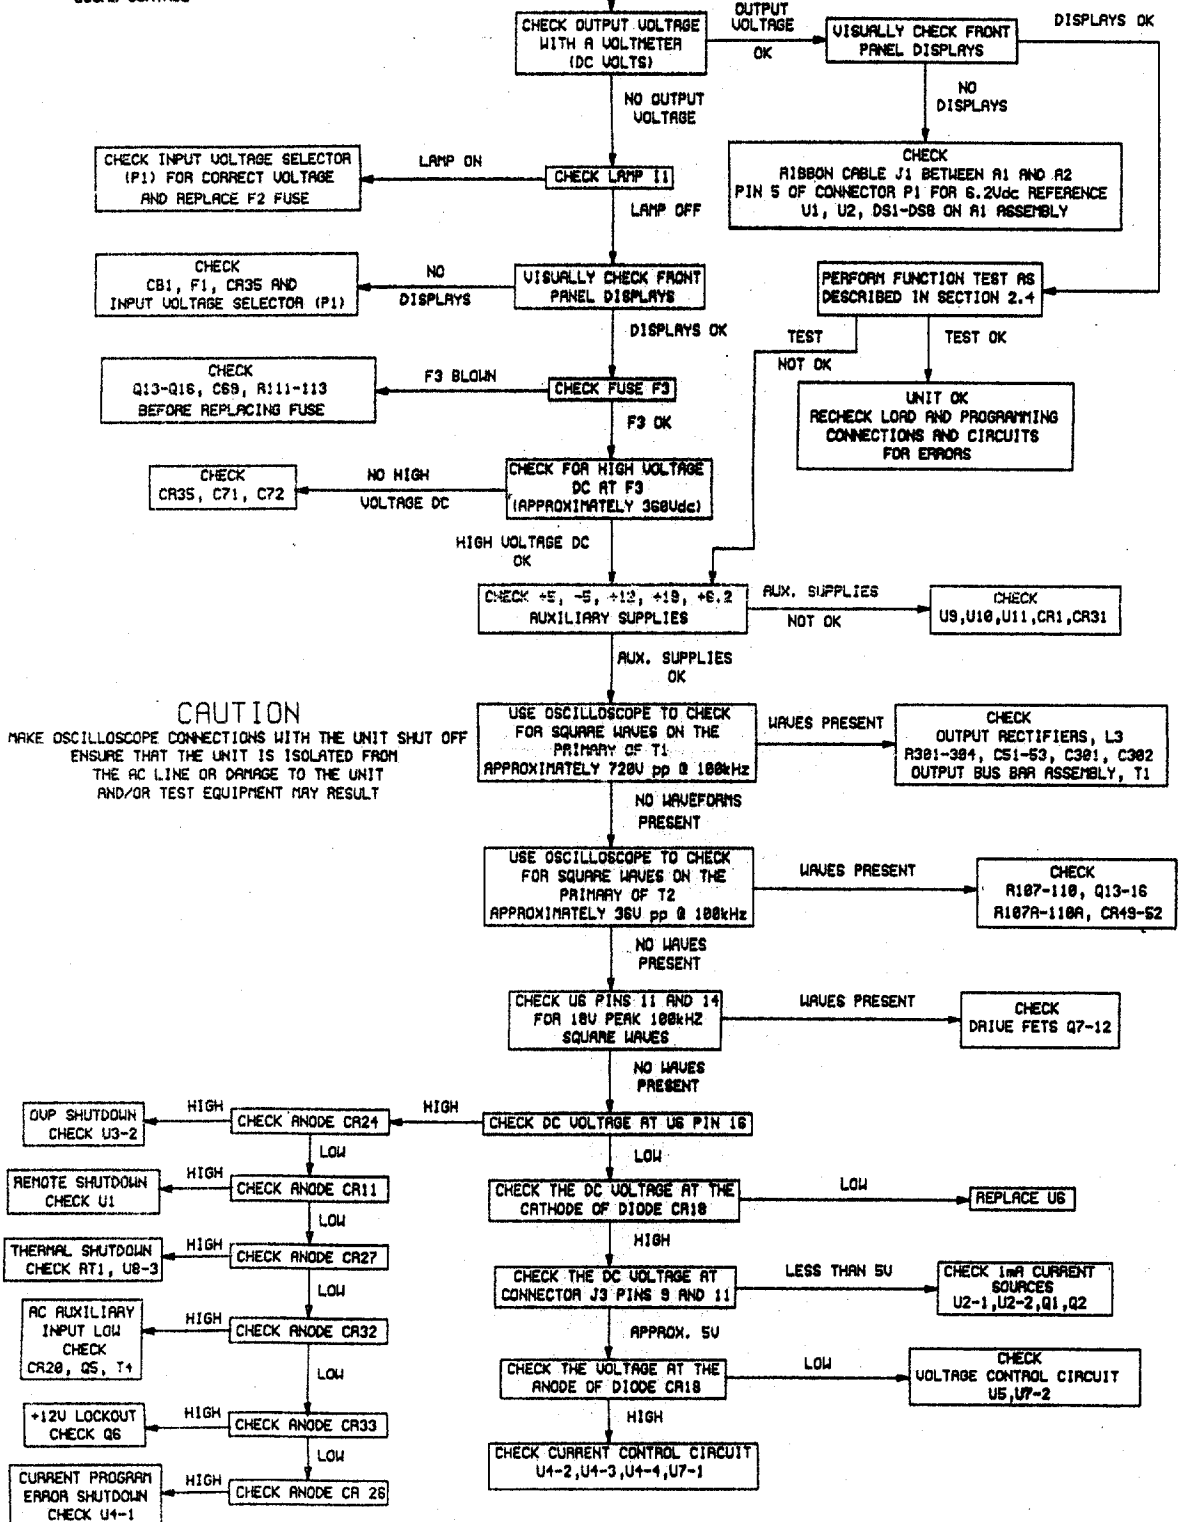 CHECK OUTPUT VOLTAGE
WITH A VOLTMETER
(DC VOLTS)
OUTPUT
VOLTAGE
OK
VISUALLY CHECK FRONT
PANEL DISPLAYS
DISPLAYS OK
NO OUTPUT
VOLTAGE
NO
DISPLAYS
CHECK INPUT VOLTAGE SELECTOR
(P1) FOR CORRECT VOLTAGE
AND REPLACE F2 FUSE
LAMP ON
CHECK LAMP I1
LAMP OFF
CHECK
RIBBON CABLE J1 BETWEEN A1 AND A2
PIN 5 OF CONNECTOR P1 FOR 6.2Vdc REFERENCE
U1, U2, DS1-DS8 ON A1 ASSEMBLY
CHECK
CB1, F1, CR35 AND
INPUT VOLTAGE SELECTOR (P1)
NO
DISPLAYS
VISUALLY CHECK FRONT
PANEL DISPLAYS
DISPLAYS OK
PERFORM FUNCTION TEST AS
DESCRIBED IN SECTION 2.4
TEST
NOT OK
TEST OK
CHECK
Q13-Q16, C69, R111-113
BEFORE REPLACING FUSE
F3 BLOWN
CHECK FUSE F3
F3 OK
UNIT OK
RECHECK LOAD AND PROGRAMMING
CONNECTIONS AND CIRCUITS
FOR ERRORS
CHECK
CR35, C71, C72
NO HIGH
VOLTAGE DC
CHECK FOR HIGH VOLTAGE
DC AT F3
(APPROXIMATELY 360Vdc)
HIGH VOLTAGE DC
OK
CHECK +5, -5, +12, +19, +6.2
AUXILIARY SUPPLIES
AUX. SUPPLIES
NOT OK
CHECK
U9,U10,U11,CR1,CR31
AUX. SUPPLIES
OK
CAUTION
MAKE OSCILLOSCOPE CONNECTIONS WITH THE UNIT SHUT OFF
ENSURE THAT THE UNIT IS ISOLATED FROM
THE AC LINE OR DAMAGE TO THE UNIT
AND/OR TEST EQUIPMENT MAY RESULT
USE OSCILLOSCOPE TO CHECK
FOR SQUARE WAVES ON THE
PRIMARY OF T1
APPROXIMATELY 720V pp @ 100kHz
WAVES PRESENT
CHECK
OUTPUT RECTIFIERS, L3
R301-304, C51-53, C301, C302
OUTPUT BUS BAR ASSEMBLY, T1
NO WAVEFORMS
PRESENT
USE OSCILLOSCOPE TO CHECK
FOR SQUARE WAVES ON THE
PRIMARY OF T2
APPROXIMATELY 36V pp @ 100kHz
WAVES PRESENT
CHECK
R107-110, Q13-16
R107A-110A, CR49-52
NO WAVES
PRESENT
CHECK U6 PINS 11 AND 14
FOR 18V PEAK 100kHZ
SQUARE WAVES
WAVES PRESENT
CHECK
DRIVE FETS Q7-12
NO WAVES
PRESENT
OVP SHUTDOWN
CHECK U3-2
HIGH
CHECK ANODE CR24
HIGH
CHECK DC VOLTAGE AT U6 PIN 16
LOW
LOW
REMOTE SHUTDOWN
CHECK U1
HIGH
CHECK ANODE CR11
CHECK THE DC VOLTAGE AT THE
CATHODE OF DIODE CR18
LOW
REPLACE U6
LOW
HIGH
THERMAL SHUTDOWN
CHECK RT1, U8-3
HIGH
CHECK ANODE CR27
CHECK THE DC VOLTAGE AT
CONNECTOR J3 PINS 9 AND 11
LESS THAN 5V
CHECK 1mA CURRENT
SOURCES
U2-1,U2-2,Q1,Q2
LOW
APPROX. 5V
AC AUXILIARY
INPUT LOW
CHECK
CR20, Q5, T4
HIGH
CHECK ANODE CR32
CHECK THE VOLTAGE AT THE
ANODE OF DIODE CR18
LOW
CHECK
VOLTAGE CONTROL CIRCUIT
U5,U7-2
LOW
HIGH
+12V LOCKOUT
CHECK Q6
HIGH
CHECK ANODE CR33
CHECK CURRENT CONTROL CIRCUIT
U4-2,U4-3,U4-4,U7-1
LOW
CURRENT PROGRAM
ERROR SHUTDOWN
CHECK U4-1
HIGH
CHECK ANODE CR 26